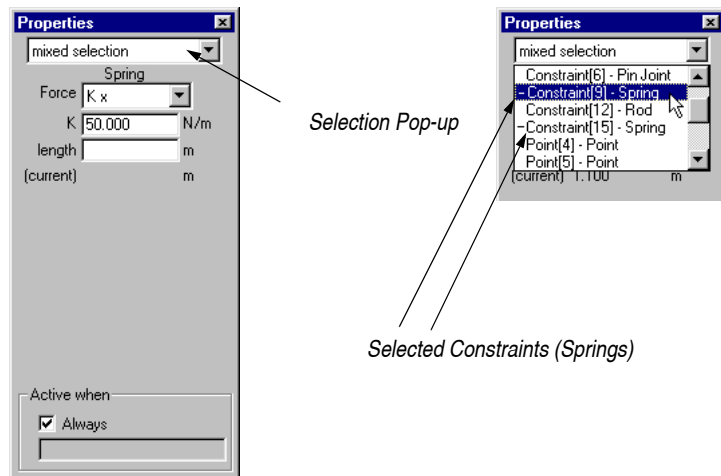 Properties
mixed selection
Spring
Force K x
K 50.000 N/m
length m
(current) m
Active when
Always
Selection Pop-up
Properties
mixed selection
Constraint[6] - Pin Joint
-Constraint[9] - Spring
Constraint[12] - Rod
-Constraint[15] - Spring
Point[4] - Point
Point[5] - Point
(current) 1.100 m
Selected Constraints (Springs)